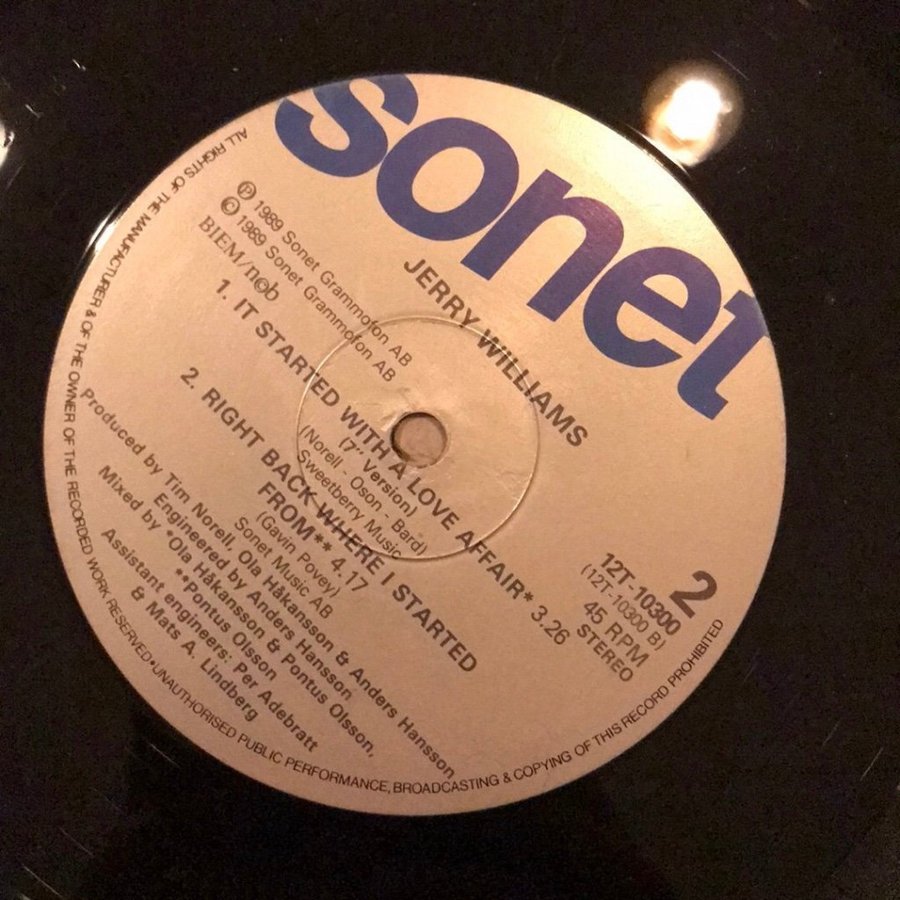 sonet
JERRY WILLIAMS
℗ 1989 Sonet Grammofon AB
© 1989 Sonet Grammofon AB
BIEM/n©b
1. IT STARTED WITH A LOVE AFFAIR* 3.26
(7" Version)
(Norell - Oson - Bard)
Sweetberry Music
2. RIGHT BACK WHERE I STARTED
FROM** 4.17
(Gavin Povey)
Sonet Music AB
Produced by Tim Norell, Ola Håkansson & Anders Hansson
Engineered by Anders Hansson
Mixed by *Ola Håkansson & Pontus Olsson,
**Pontus Olsson
Assistant engineers: Per Adebratt
& Mats A. Lindberg
2
12T-10300
(12T-10300 B)
45 RPM
STEREO
ALL RIGHTS OF THE MANUFACTURER & OF THE OWNER OF THE RECORDED WORK RESERVED•UNAUTHORISED PUBLIC PERFORMANCE, BROADCASTING & COPYING OF THIS RECORD PROHIBITED